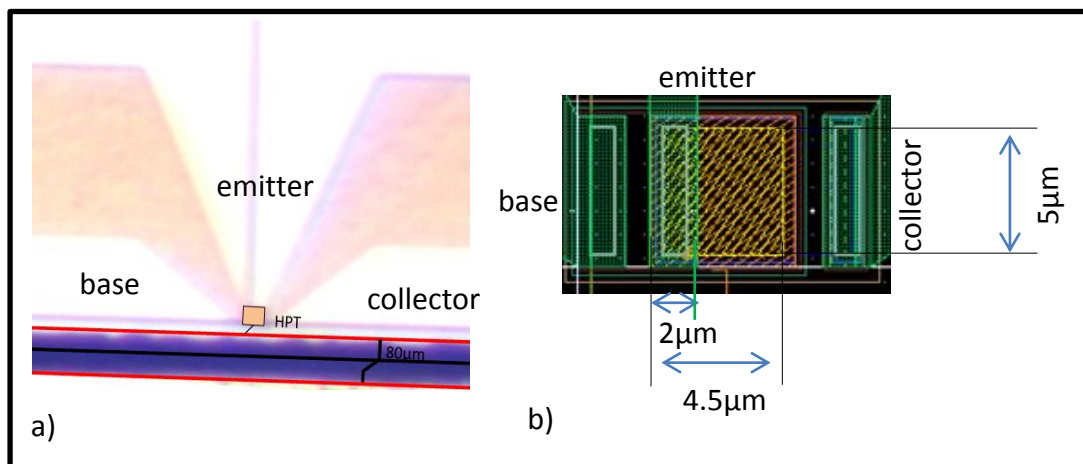 emitter
base
collector
HPT
80µm
a)
emitter
base
collector
5µm
2µm
4.5µm
b)